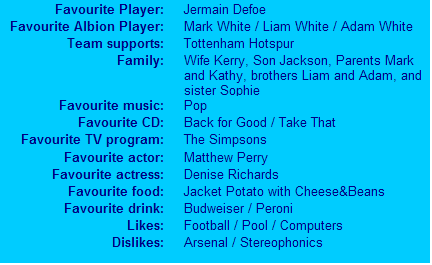 Favourite Player: Jermain Defoe
Favourite Albion Player: Mark White / Liam White / Adam White
Team supports: Tottenham Hotspur
Family: Wife Kerry, Son Jackson, Parents Mark
and Kathy, brothers Liam and Adam, and
sister Sophie
Favourite music: Pop
Favourite CD: Back for Good / Take That
Favourite TV program: The Simpsons
Favourite actor: Matthew Perry
Favourite actress: Denise Richards
Favourite food: Jacket Potato with Cheese&Beans
Favourite drink: Budweiser / Peroni
Likes: Football / Pool / Computers
Dislikes: Arsenal / Stereophonics